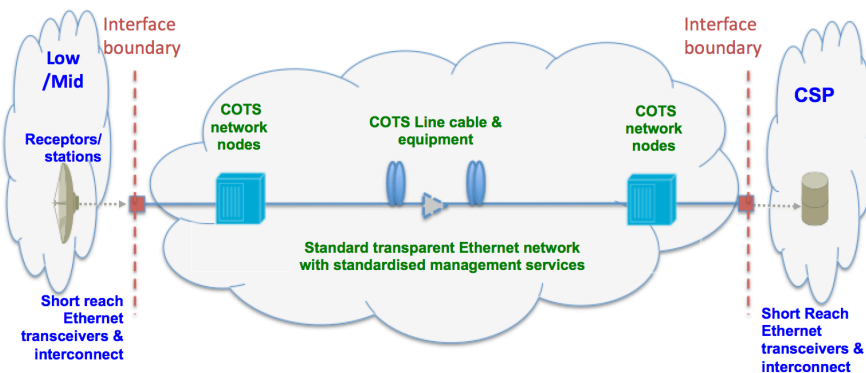 Interface
boundary
Low
/Mid
Receptors/
stations
Short reach
Ethernet
transceivers &
interconnect
COTS
network
nodes
COTS Line cable &
equipment
COTS
network
nodes
Standard transparent Ethernet network
with standardised management services
Interface
boundary
CSP
Short Reach
Ethernet
transceivers &
interconnect